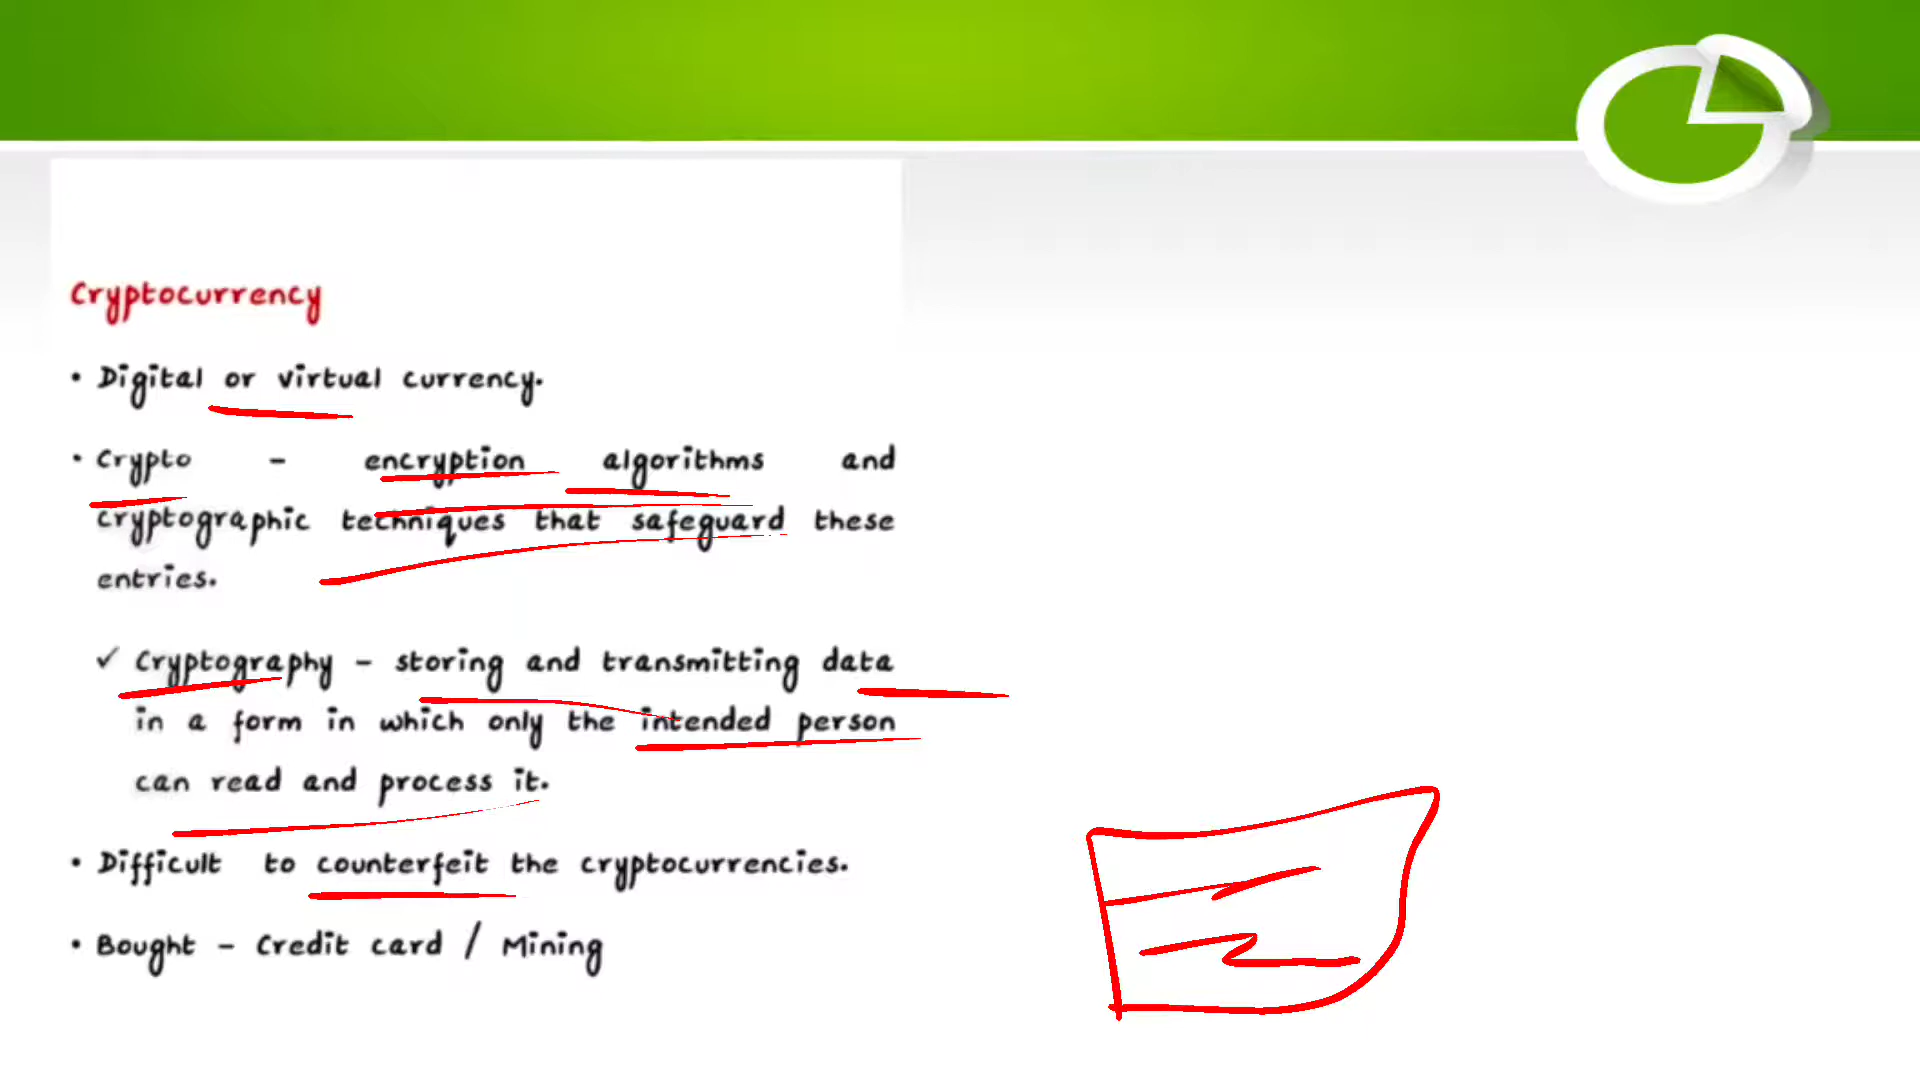 Cryptocurrency
• Digital or virtual currency.
• Crypto – encryption algorithms and
cryptographic techniques that safeguard these
entries.
✓ Cryptography – storing and transmitting data
in a form in which only the intended person
can read and process it.
• Difficult to counterfeit the cryptocurrencies.
• Bought – Credit card / Mining